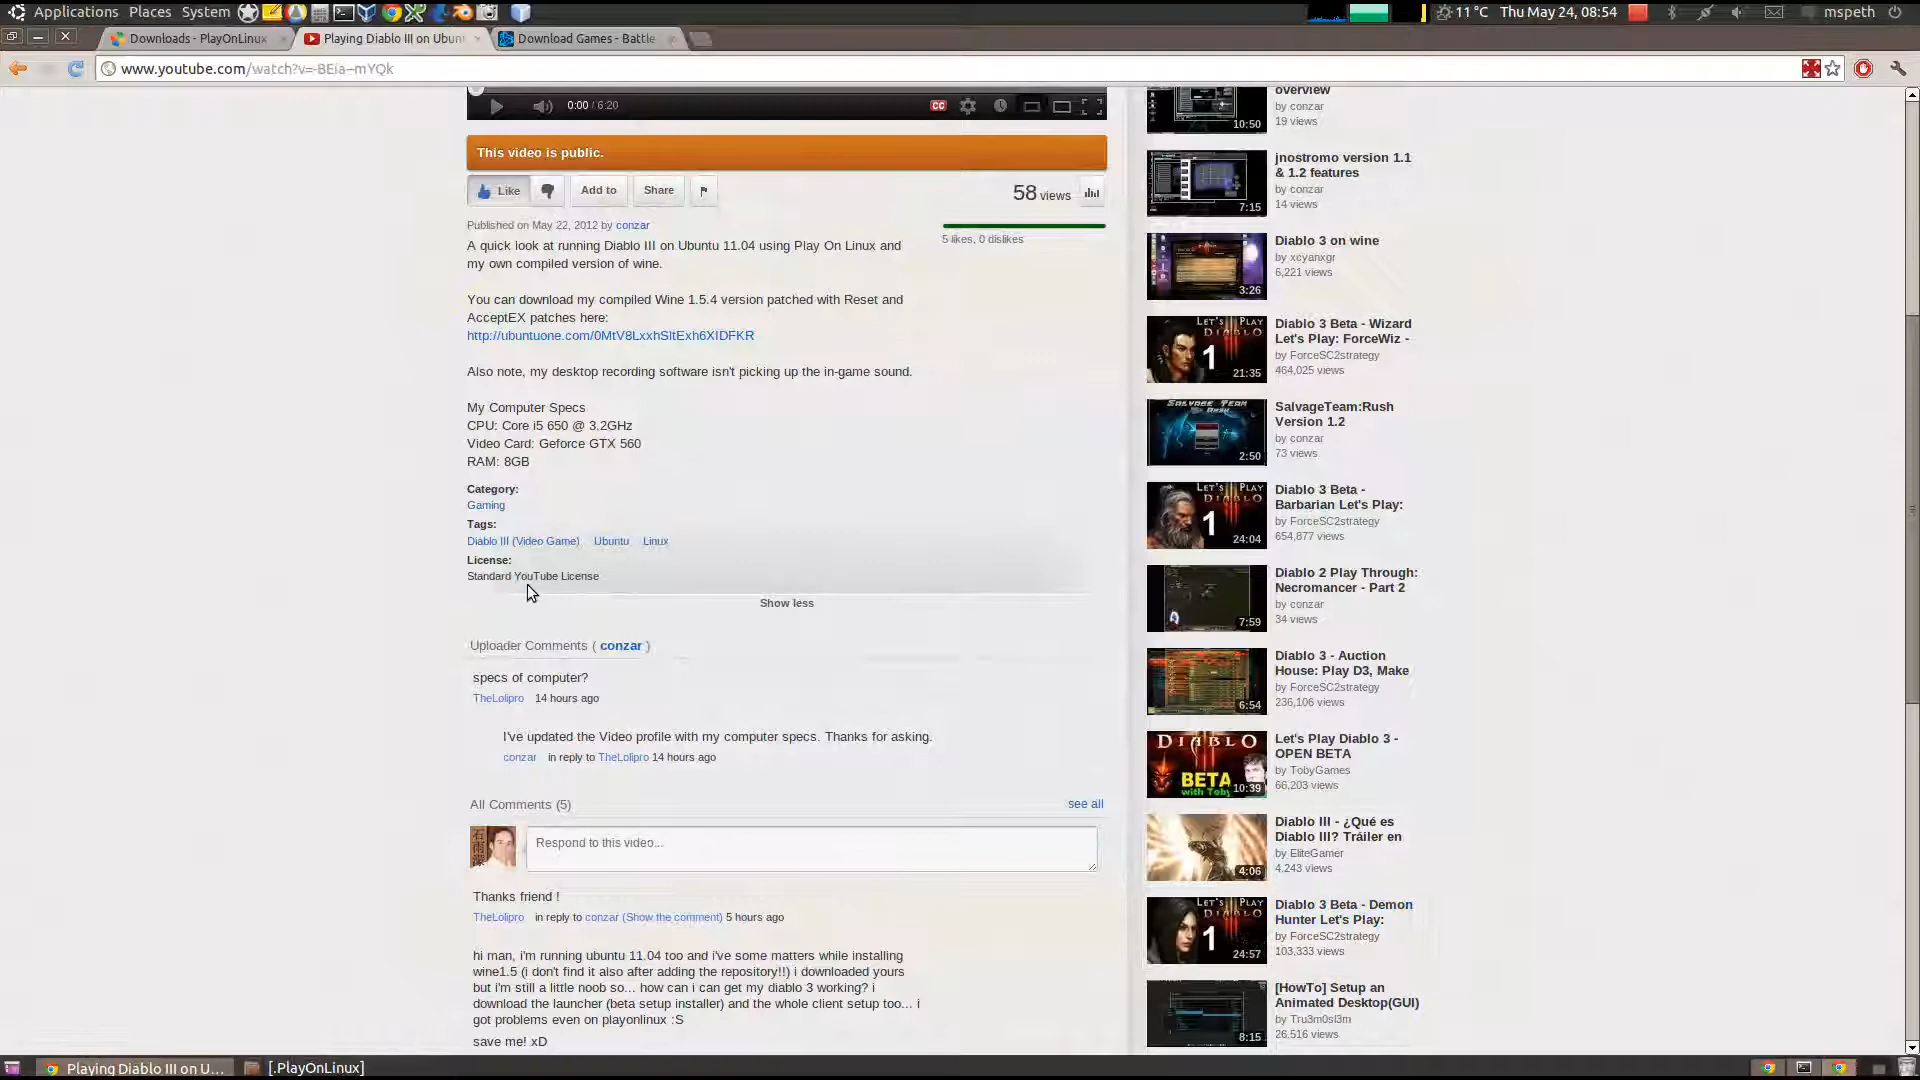 Applications Places System
11 °C Thu May 24, 08:54 mspeth
Downloads - PlayOnLinux
Playing Diablo III on Ubun
Download Games - Battle
www.youtube.com/watch?v=-BEia--mYQk
0:00 / 6:20
CC
This video is public.
Like
Add to
Share
58 views
Published on May 22, 2012 by conzar
5 likes, 0 dislikes
A quick look at running Diablo III on Ubuntu 11.04 using Play On Linux and
my own compiled version of wine.
You can download my compiled Wine 1.5.4 version patched with Reset and
AcceptEX patches here:
http://ubuntuone.com/0MtV8LxxhSltExh6XIDFKR
Also note, my desktop recording software isn't picking up the in-game sound.
My Computer Specs
CPU: Core i5 650 @ 3.2GHz
Video Card: Geforce GTX 560
RAM: 8GB
Category:
Gaming
Tags:
Diablo III (Video Game) Ubuntu Linux
License:
Standard YouTube License
Show less
Uploader Comments ( conzar )
specs of computer?
TheLolipro 14 hours ago
I've updated the Video profile with my computer specs. Thanks for asking.
conzar in reply to TheLolipro 14 hours ago
All Comments (5)
see all
Respond to this video...
Thanks friend !
TheLolipro in reply to conzar (Show the comment) 5 hours ago
hi man, i'm running ubuntu 11.04 too and i've some matters while installing
wine1.5 (i don't find it also after adding the repository!!) i downloaded yours
but i'm still a little noob so... how can i can get my diablo 3 working? i
download the launcher (beta setup installer) and the whole client setup too... i
got problems even on playonlinux :S
save me! xD
overview
by conzar
19 views
10:50
jnostromo version 1.1
& 1.2 features
by conzar
14 views
7:15
Diablo 3 on wine
by xcyanxgr
6,221 views
3:26
LET'S PLAY
DIABLO
1
21:35
Diablo 3 Beta - Wizard
Let's Play: ForceWiz -
by ForceSC2strategy
464,025 views
SALVAGE TEAM
RUSH
2:50
SalvageTeam:Rush
Version 1.2
by conzar
73 views
LET'S PLAY
DIABLO
1
24:04
Diablo 3 Beta -
Barbarian Let's Play:
by ForceSC2strategy
654,877 views
7:59
Diablo 2 Play Through:
Necromancer - Part 2
by conzar
34 views
6:54
Diablo 3 - Auction
House: Play D3, Make
by ForceSC2strategy
236,106 views
DIABLO
BETA
with Toby
10:39
Let's Play Diablo 3 -
OPEN BETA
by TobyGames
66,203 views
4:06
Diablo III - ¿Qué es
Diablo III? Tráiler en
by EliteGamer
4,243 views
LET'S PLAY
DIABLO
1
24:57
Diablo 3 Beta - Demon
Hunter Let's Play:
by ForceSC2strategy
103,333 views
8:15
[HowTo] Setup an
Animated Desktop(GUI)
by Tru3m0sl3m
26,516 views
Playing Diablo III on U...
[.PlayOnLinux]